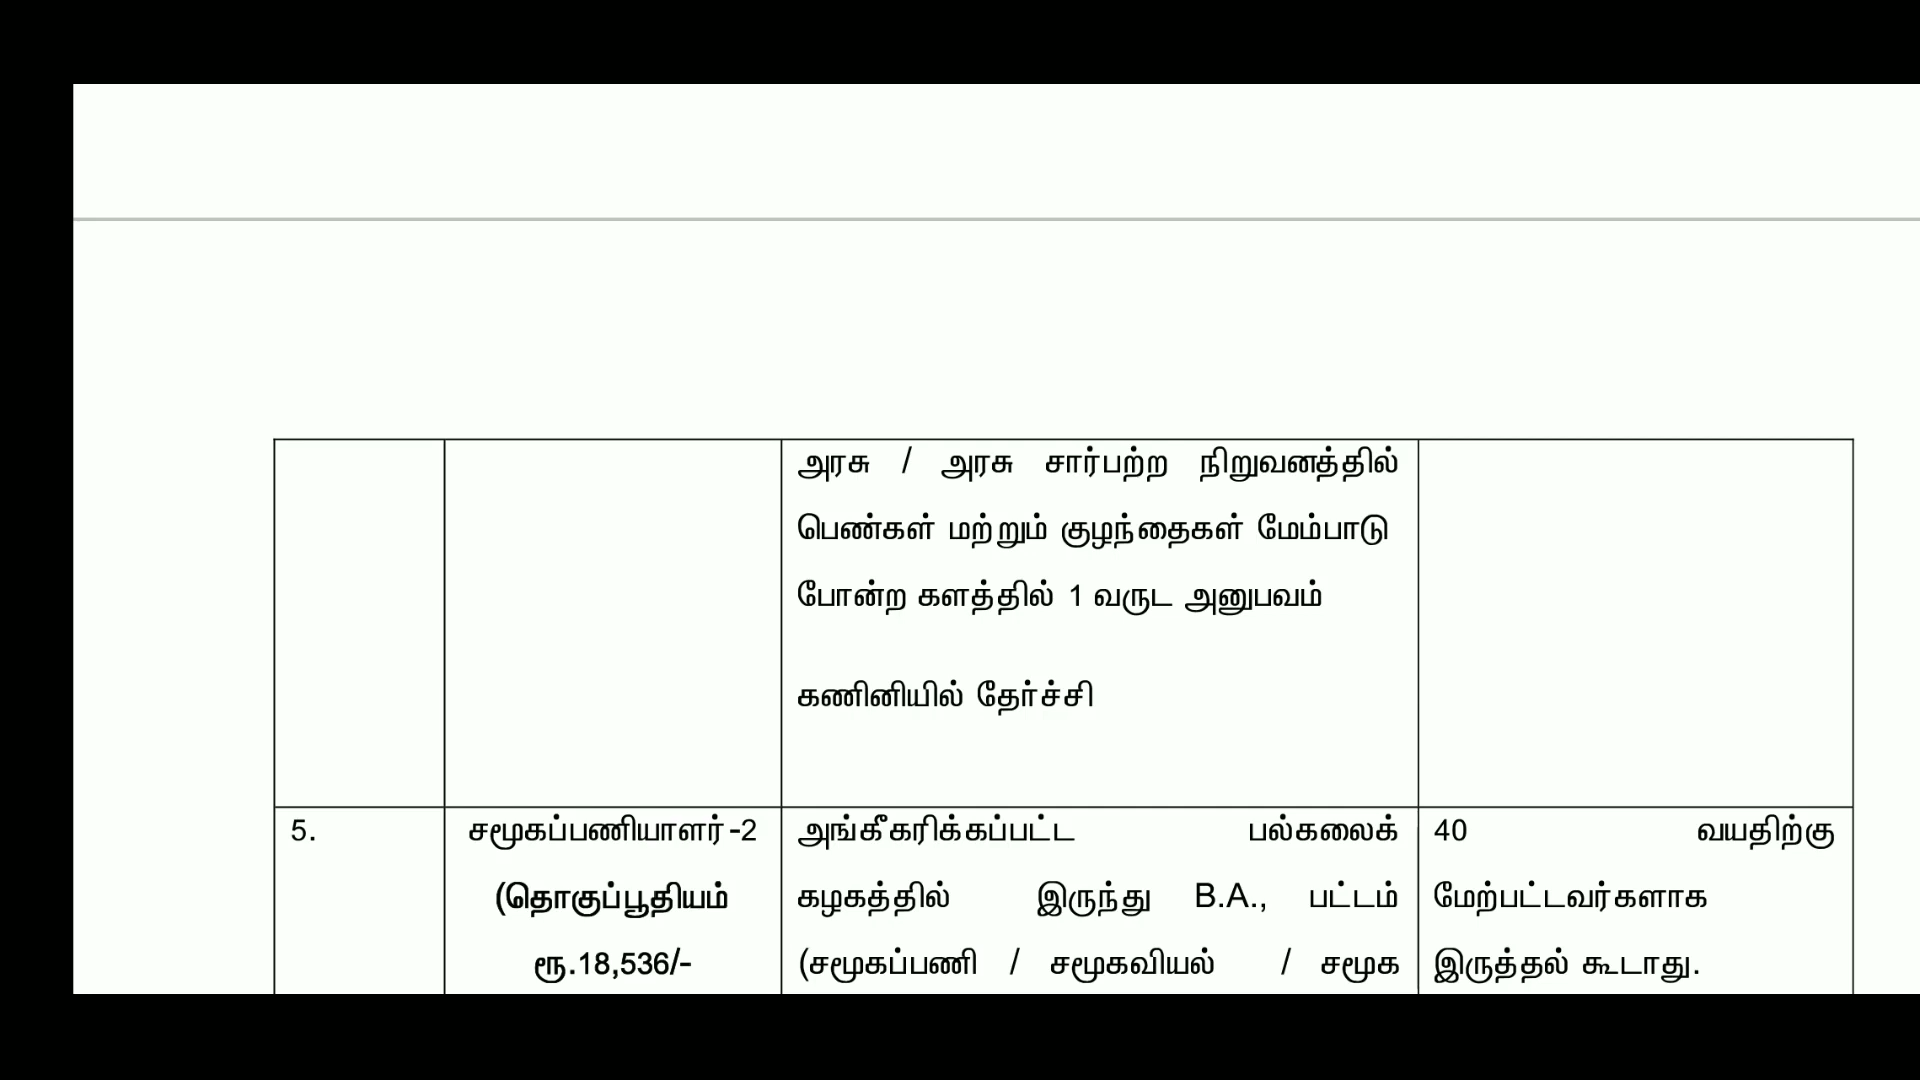 அரசு / அரசு சார்பற்ற நிறுவனத்தில்
பெண்கள் மற்றும் குழந்தைகள் மேம்பாடு
போன்ற களத்தில் 1 வருட அனுபவம்
கணினியில் தேர்ச்சி
5.
சமூகப்பணியாளர் -2
(தொகுப்பூதியம்
ரூ.18,536/-
அங்கீகரிக்கப்பட்ட பல்கலைக்
கழகத்தில் இருந்து B.A., பட்டம்
(சமூகப்பணி / சமூகவியல் / சமூக
40 வயதிற்கு
மேற்பட்டவர்களாக
இருத்தல் கூடாது.